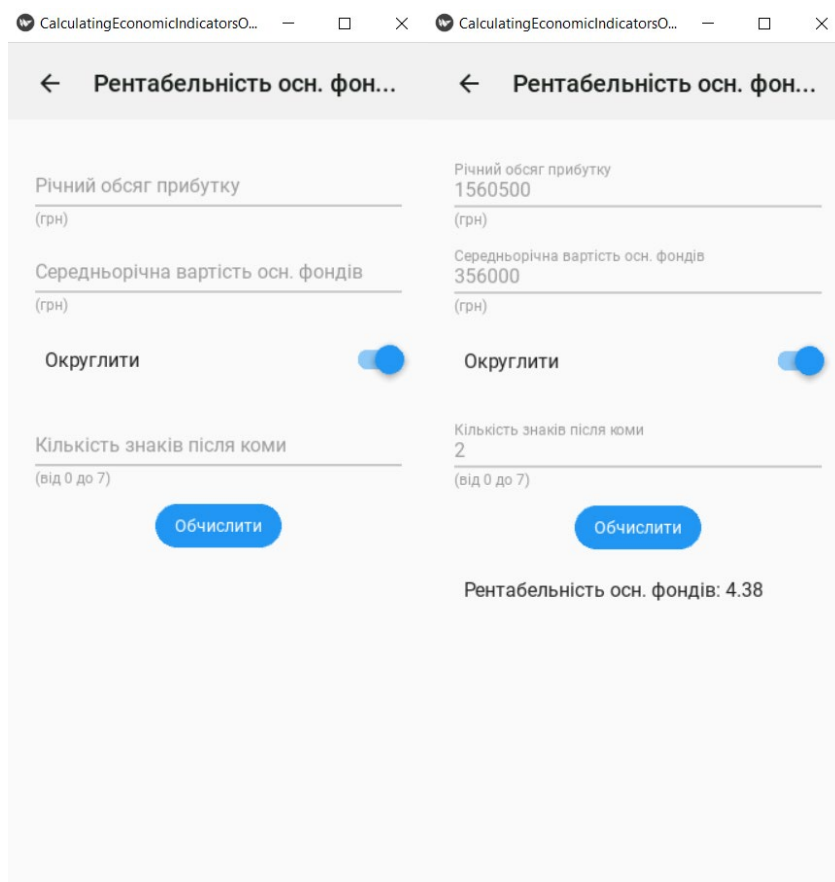 CalculatingEconomicIndicatorsO...
Рентабельність осн. фон...
Річний обсяг прибутку
(грн)
Середньорічна вартість осн. фондів
(грн)
Округлити
Кількість знаків після коми
(від 0 до 7)
Обчислити
CalculatingEconomicIndicatorsO...
Рентабельність осн. фон...
Річний обсяг прибутку
1560500
(грн)
Середньорічна вартість осн. фондів
356000
(грн)
Округлити
Кількість знаків після коми
2
(від 0 до 7)
Обчислити
Рентабельність осн. фондів: 4.38